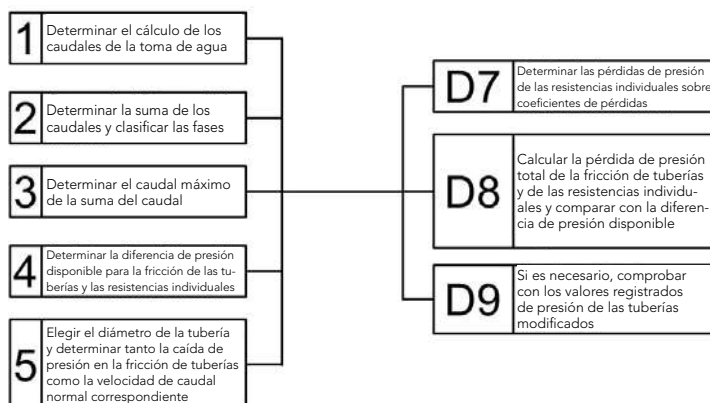 1
Determinar el cálculo de los
caudales de la toma de agua
2
Determinar la suma de los
caudales y clasificar las fases
3
Determinar el caudal máximo
de la suma del caudal
4
Determinar la diferencia de presión
disponible para la fricción de las tu-
berías y las resistencias individuales
5
Elegir el diámetro de la tubería
y determinar tanto la caída de
presión en la fricción de tuberías
como la velocidad de caudal
normal correspondiente
D7
Determinar las pérdidas de presión
de las resistencias individuales sobre
coeficientes de pérdidas
D8
Calcular la pérdida de presión
total de la fricción de tuberías
y de las resistencias individu-
ales y comparar con la diferen-
cia de presión disponible
D9
Si es necesario, comprobar
con los valores registrados
de presión de las tuberías
modificados